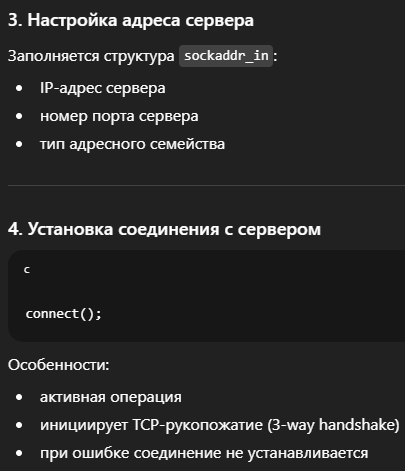 3. Настройка адреса сервера
Заполняется структура sockaddr_in:
• IP-адрес сервера
• номер порта сервера
• тип адресного семейства
4. Установка соединения с сервером
c
connect();
Особенности:
• активная операция
• инициирует TCP-рукопожатие (3-way handshake)
• при ошибке соединение не устанавливается